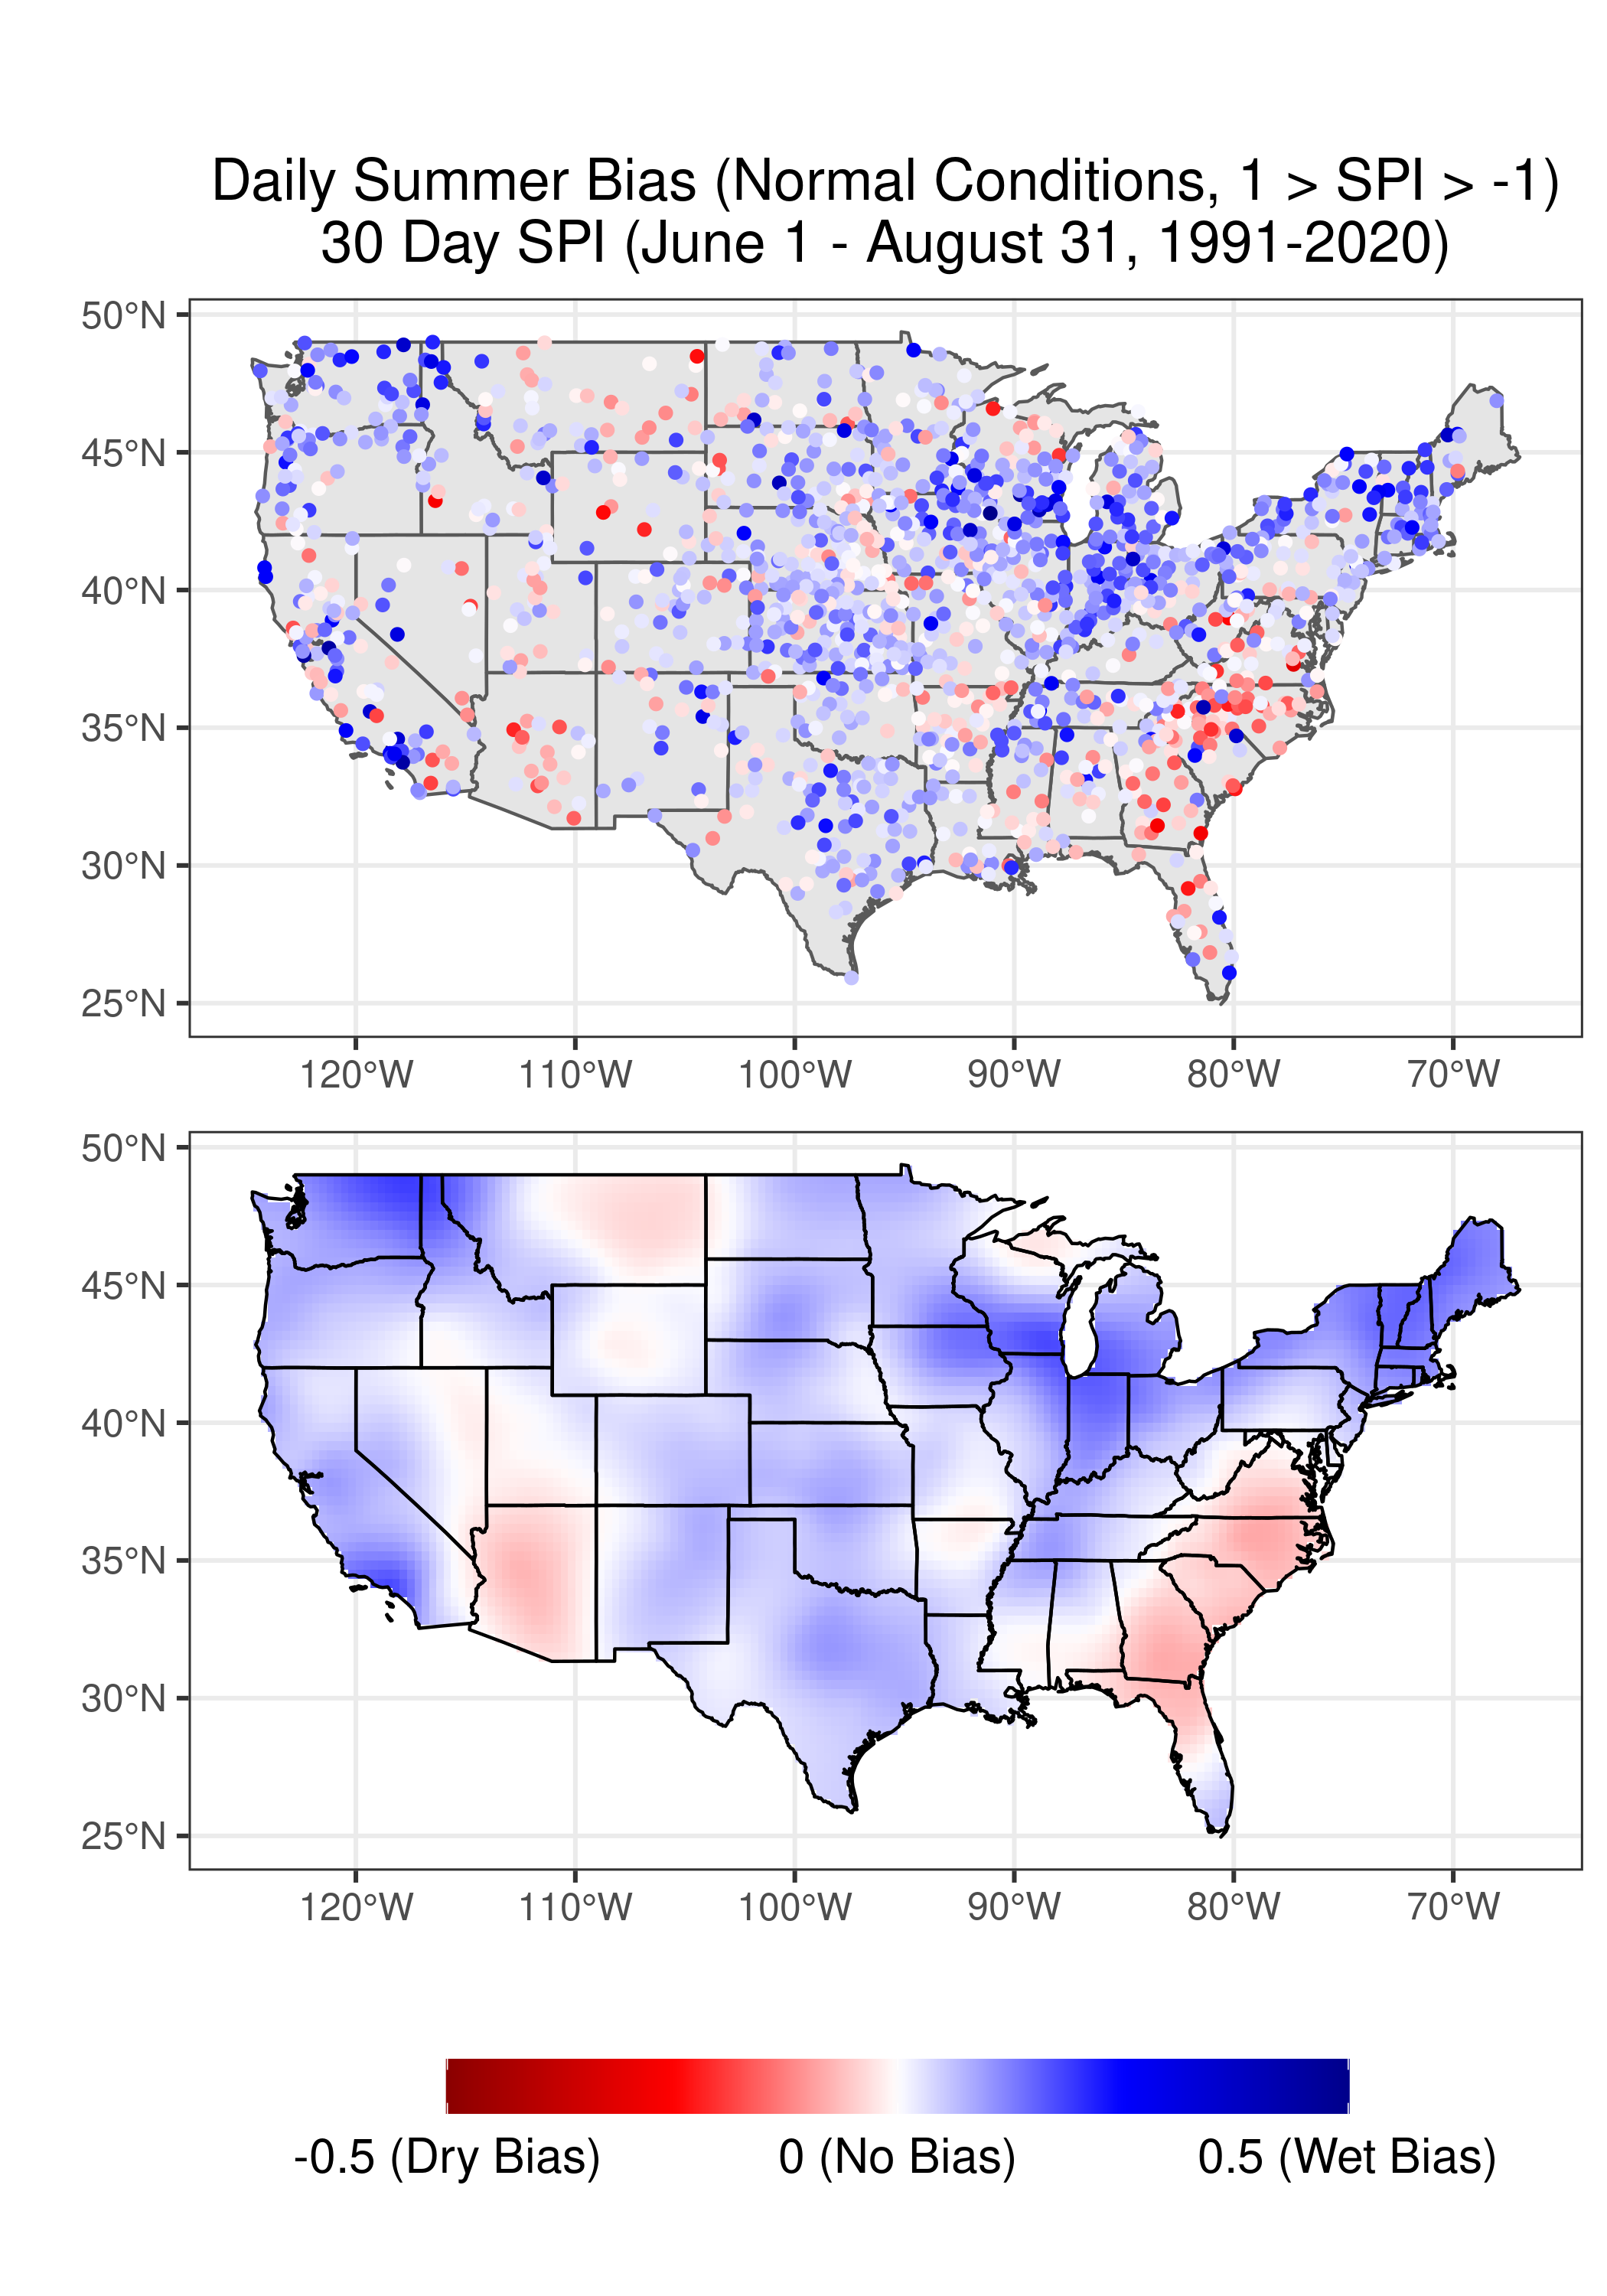 Daily Summer Bias (Normal Conditions, 1 > SPI > -1)
30 Day SPI (June 1 - August 31, 1991-2020)
50°N
45°N
40°N
35°N
30°N
25°N
120°W 110°W 100°W 90°W 80°W 70°W
50°N
45°N
40°N
35°N
30°N
25°N
120°W 110°W 100°W 90°W 80°W 70°W
-0.5 (Dry Bias) 0 (No Bias) 0.5 (Wet Bias)